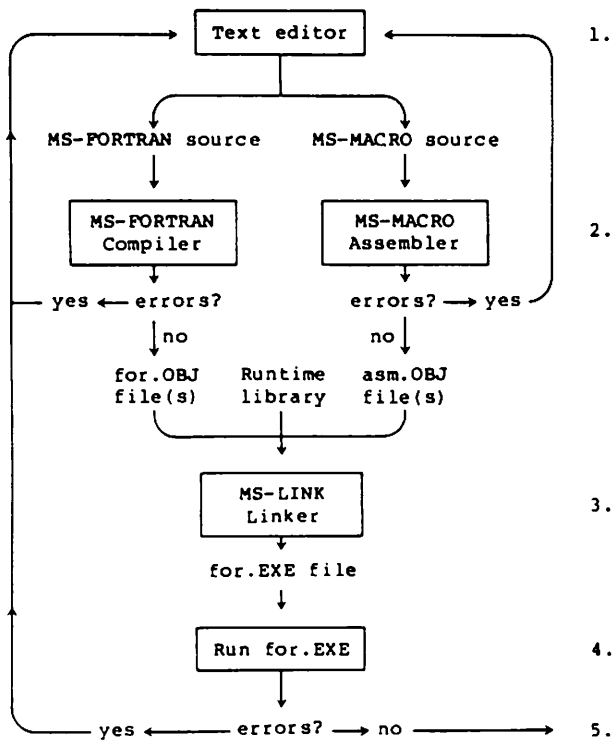 Text editor 1.
MS-FORTRAN source MS-MACRO source
MS-FORTRAN MS-MACRO 2.
Compiler Assembler
yes errors? errors? yes
no no
for.OBJ Runtime asm.OBJ
file(s) library file(s)
MS-LINK 3.
Linker
for.EXE file
Run for.EXE 4.
yes errors? no 5.